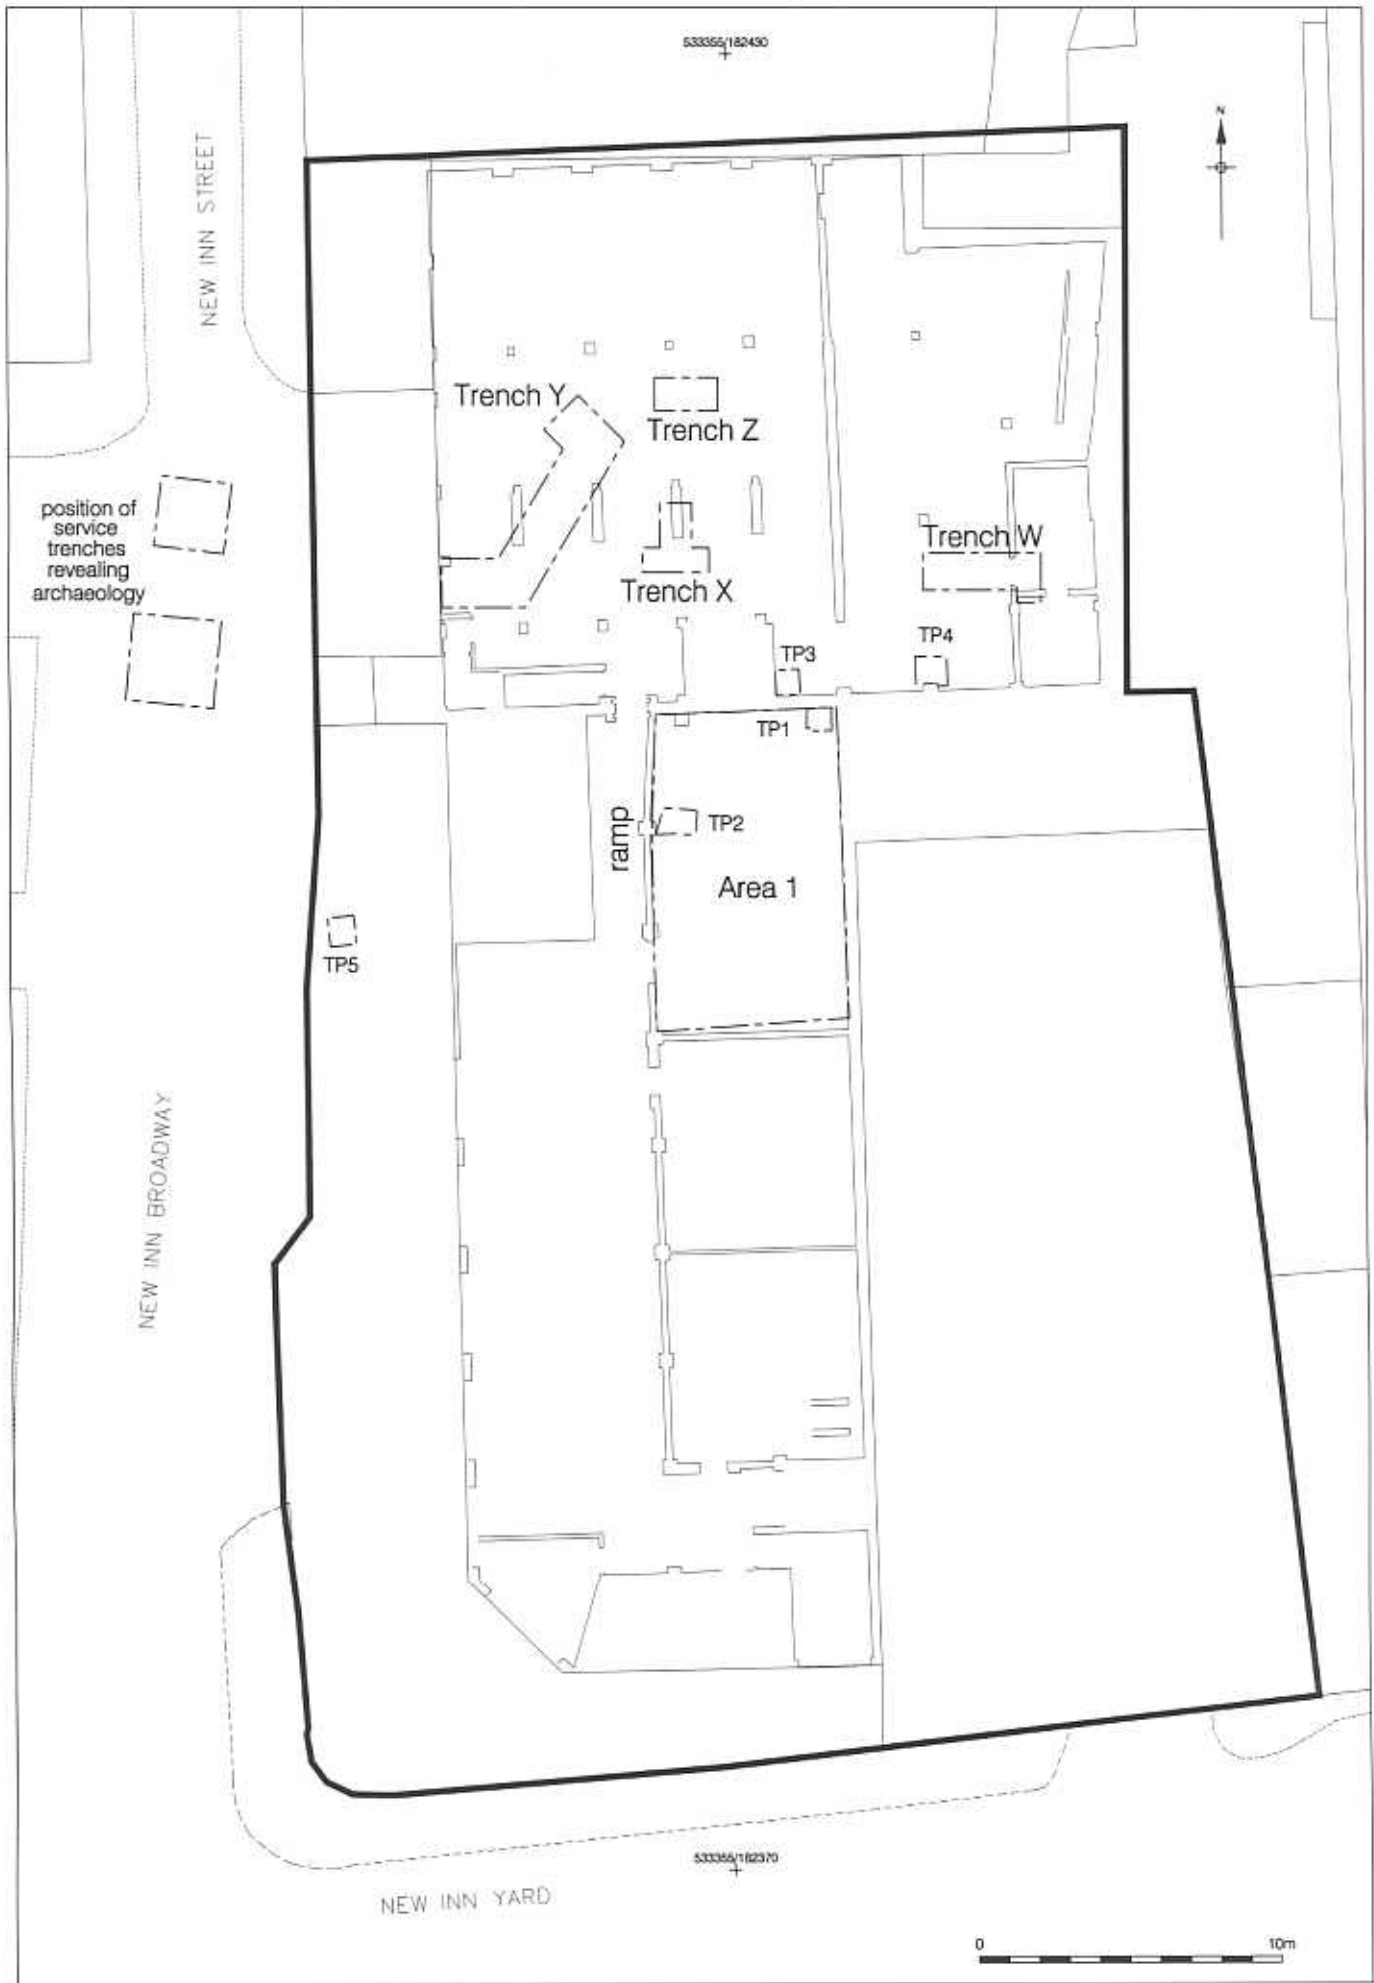 533355/182430
N
NEW INN STREET
Trench Y
Trench Z
position of
service
trenches
revealing
archaeology
Trench W
Trench X
TP3
TP4
TP1
ramp
TP2
Area 1
TP5
NEW INN BROADWAY
533355/182370
NEW INN YARD
0 10m